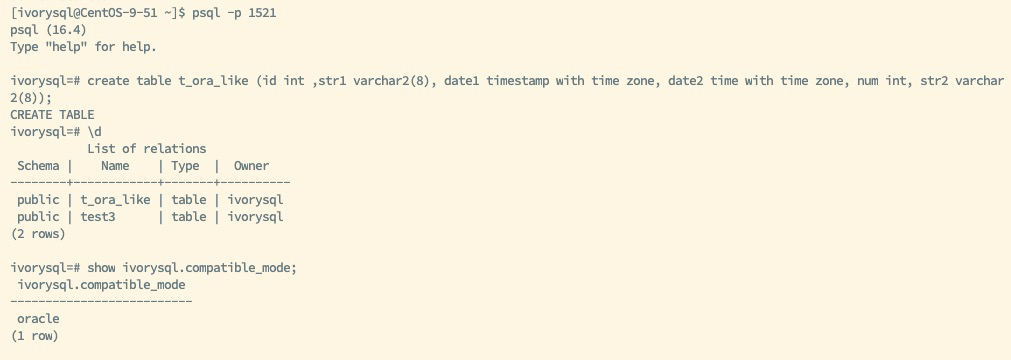 [ivorysql@CentOS-9-51 ~]$ psql -p 1521
psql (16.4)
Type "help" for help.

ivorysql=# create table t_ora_like (id int ,str1 varchar2(8), date1 timestamp with time zone, date2 time with time zone, num int, str2 varchar
2(8));
CREATE TABLE
ivorysql=# \d
           List of relations
 Schema |    Name    | Type  |  Owner
--------+------------+-------+----------
 public | t_ora_like | table | ivorysql
 public | test3      | table | ivorysql
(2 rows)

ivorysql=# show ivorysql.compatible_mode;
 ivorysql.compatible_mode
--------------------------
 oracle
(1 row)